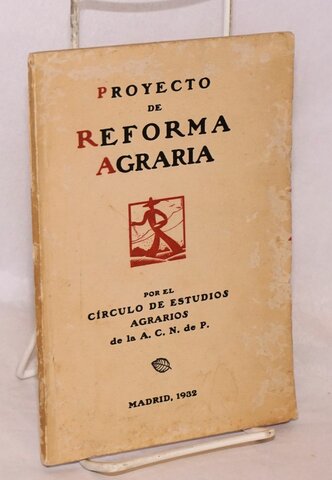 PROYECTO
DE
REFORMA
AGRARIA
POR EL
CÍRCULO DE ESTUDIOS
AGRARIOS
de la A. C. N. de P.
MADRID, 1932